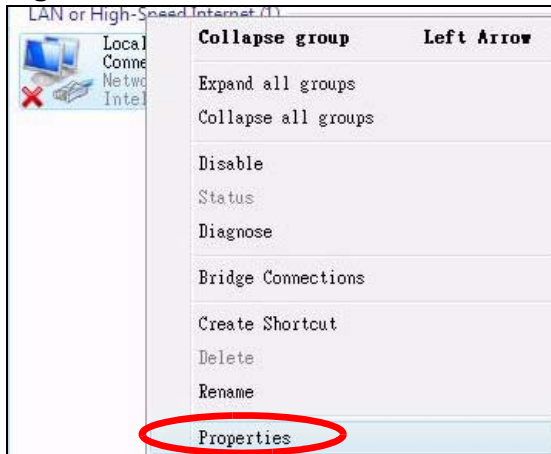 LAN or High-Speed Internet (1)
Local
Conne
Netwo
Intel
Collapse group Left Arrow
Expand all groups
Collapse all groups
Disable
Status
Diagnose
Bridge Connections
Create Shortcut
Delete
Rename
Properties